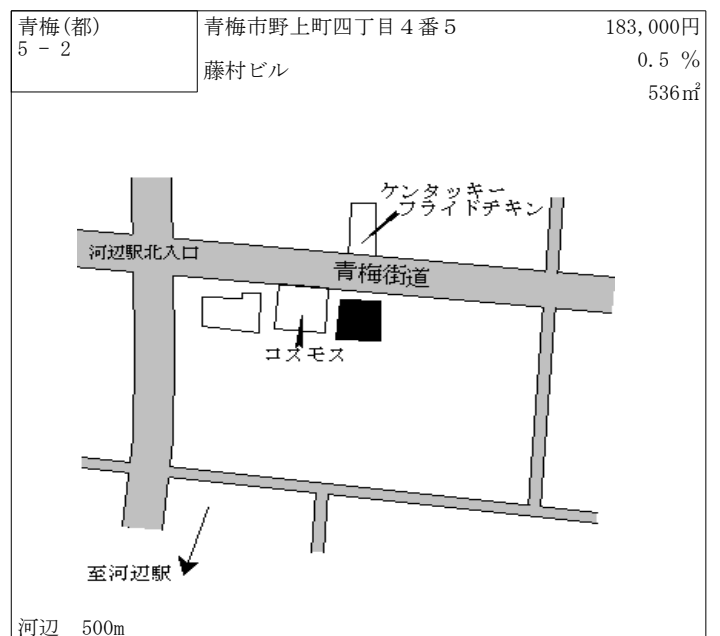 青梅(都)
5 - 2
青梅市野上町四丁目４番５
183,000円
藤村ビル
0.5 %
536㎡
ケンタッキー
フライドチキン
河辺駅北入口
青梅街道
コスモス
至河辺駅
河辺 500m